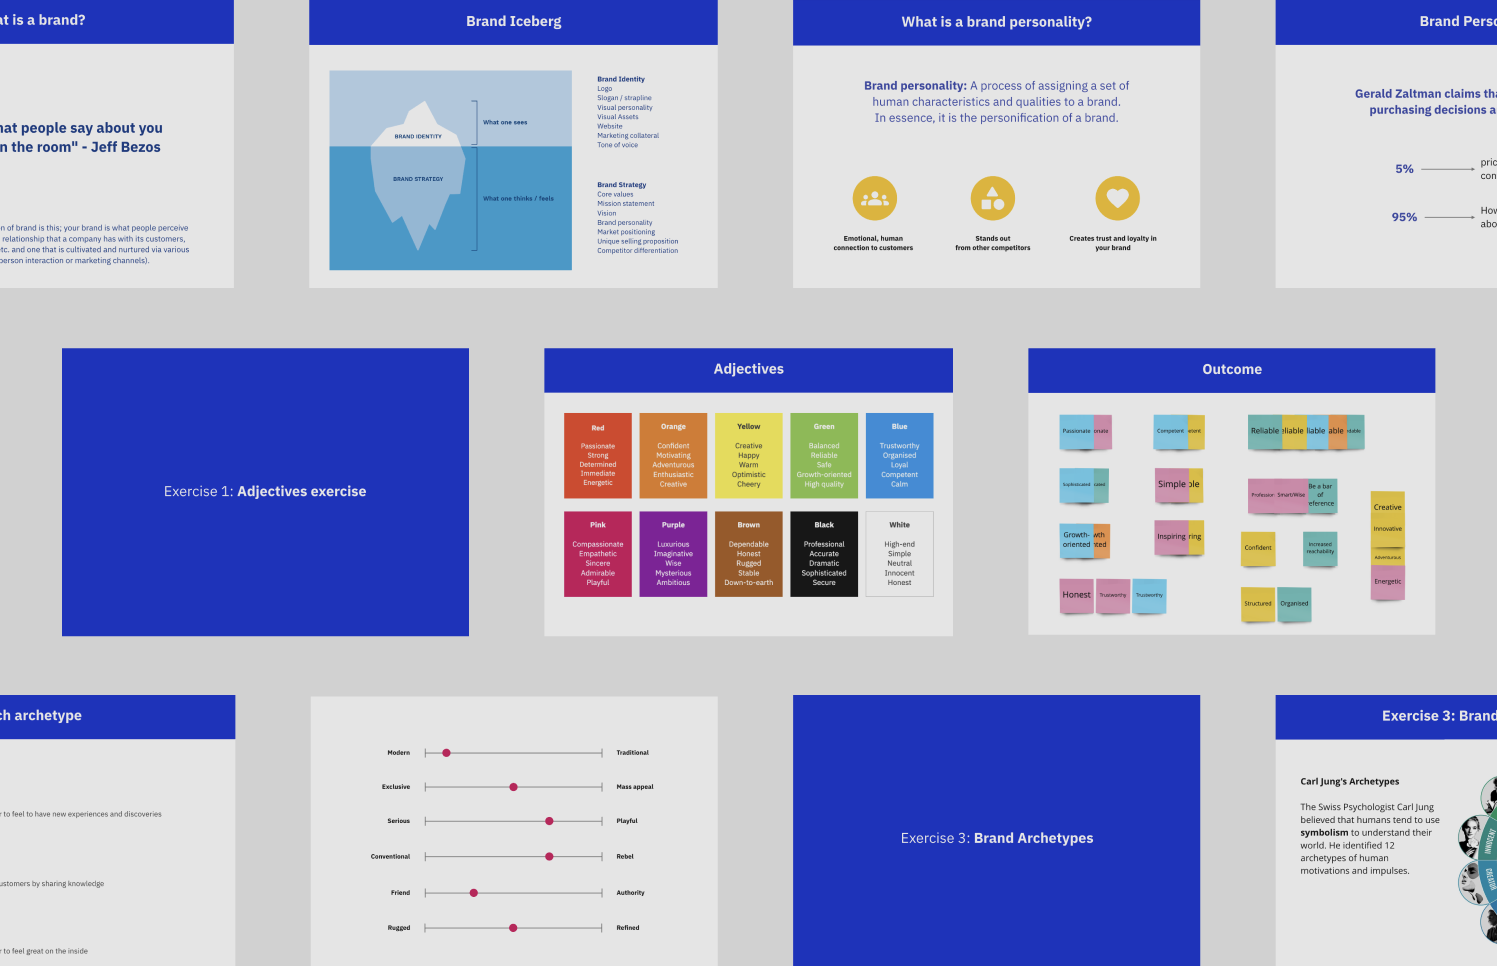 at is a brand?
hat people say about you
n the room" - Jeff Bezos
n of brand is this; your brand is what people perceive
relationship that a company has with its customers,
etc. and one that is cultivated and nurtured via various
person interaction or marketing channels).
Brand Iceberg
BRAND IDENTITY
What one sees
BRAND STRATEGY
What one thinks / feels
Brand Identity
Logo
Slogan / strapline
Visual personality
Visual Assets
Website
Marketing collateral
Tone of voice
Brand Strategy
Core values
Mission statement
Vision
Brand personality
Market positioning
Unique selling proposition
Competitor differentiation
What is a brand personality?
Brand personality: A process of assigning a set of
human characteristics and qualities to a brand.
In essence, it is the personification of a brand.
Emotional, human
connection to customers
Stands out
from other competitors
Creates trust and loyalty in
your brand
Brand Perso
Gerald Zaltman claims tha
purchasing decisions a
5%
pric
con
95%
How
abo
Exercise 1: Adjectives exercise
Adjectives
Red
Passionate
Strong
Determined
Immediate
Energetic
Orange
Confident
Motivating
Adventurous
Enthusiastic
Creative
Yellow
Creative
Happy
Warm
Optimistic
Cheery
Green
Balanced
Reliable
Safe
Growth-oriented
High quality
Blue
Trustworthy
Organised
Loyal
Competent
Calm
Pink
Compassionate
Empathetic
Sincere
Admirable
Playful
Purple
Luxurious
Imaginative
Wise
Mysterious
Ambitious
Brown
Dependable
Honest
Rugged
Stable
Down-to-earth
Black
Professional
Accurate
Dramatic
Sophisticated
Secure
White
High-end
Simple
Neutral
Innocent
Honest
Outcome
Passionate onate
Competent etent
Reliable eliable liable able iable
Sophisticated cated
Simple ple
Professior Smart/Wise
Be a bar
of
eference
Creative
Innovative
Adventurous
Energetic
Growth-
oriented
wth
ted
Inspiring ring
Confident
Increased
reachability
Honest
Trustworthy
Trustworthy
Structured
Organised
ch archetype
r to feel to have new experiences and discoveries
ustomers by sharing knowledge
r to feel great on the inside
Modern
Traditional
Exclusive
Mass appeal
Serious
Playful
Conventional
Rebel
Friend
Authority
Rugged
Refined
Exercise 3: Brand Archetypes
Exercise 3: Brand
Carl Jung's Archetypes
The Swiss Psychologist Carl Jung
believed that humans tend to use
symbolism to understand their
world. He identified 12
archetypes of human
motivations and impulses.
INNOCENT
CREATOR